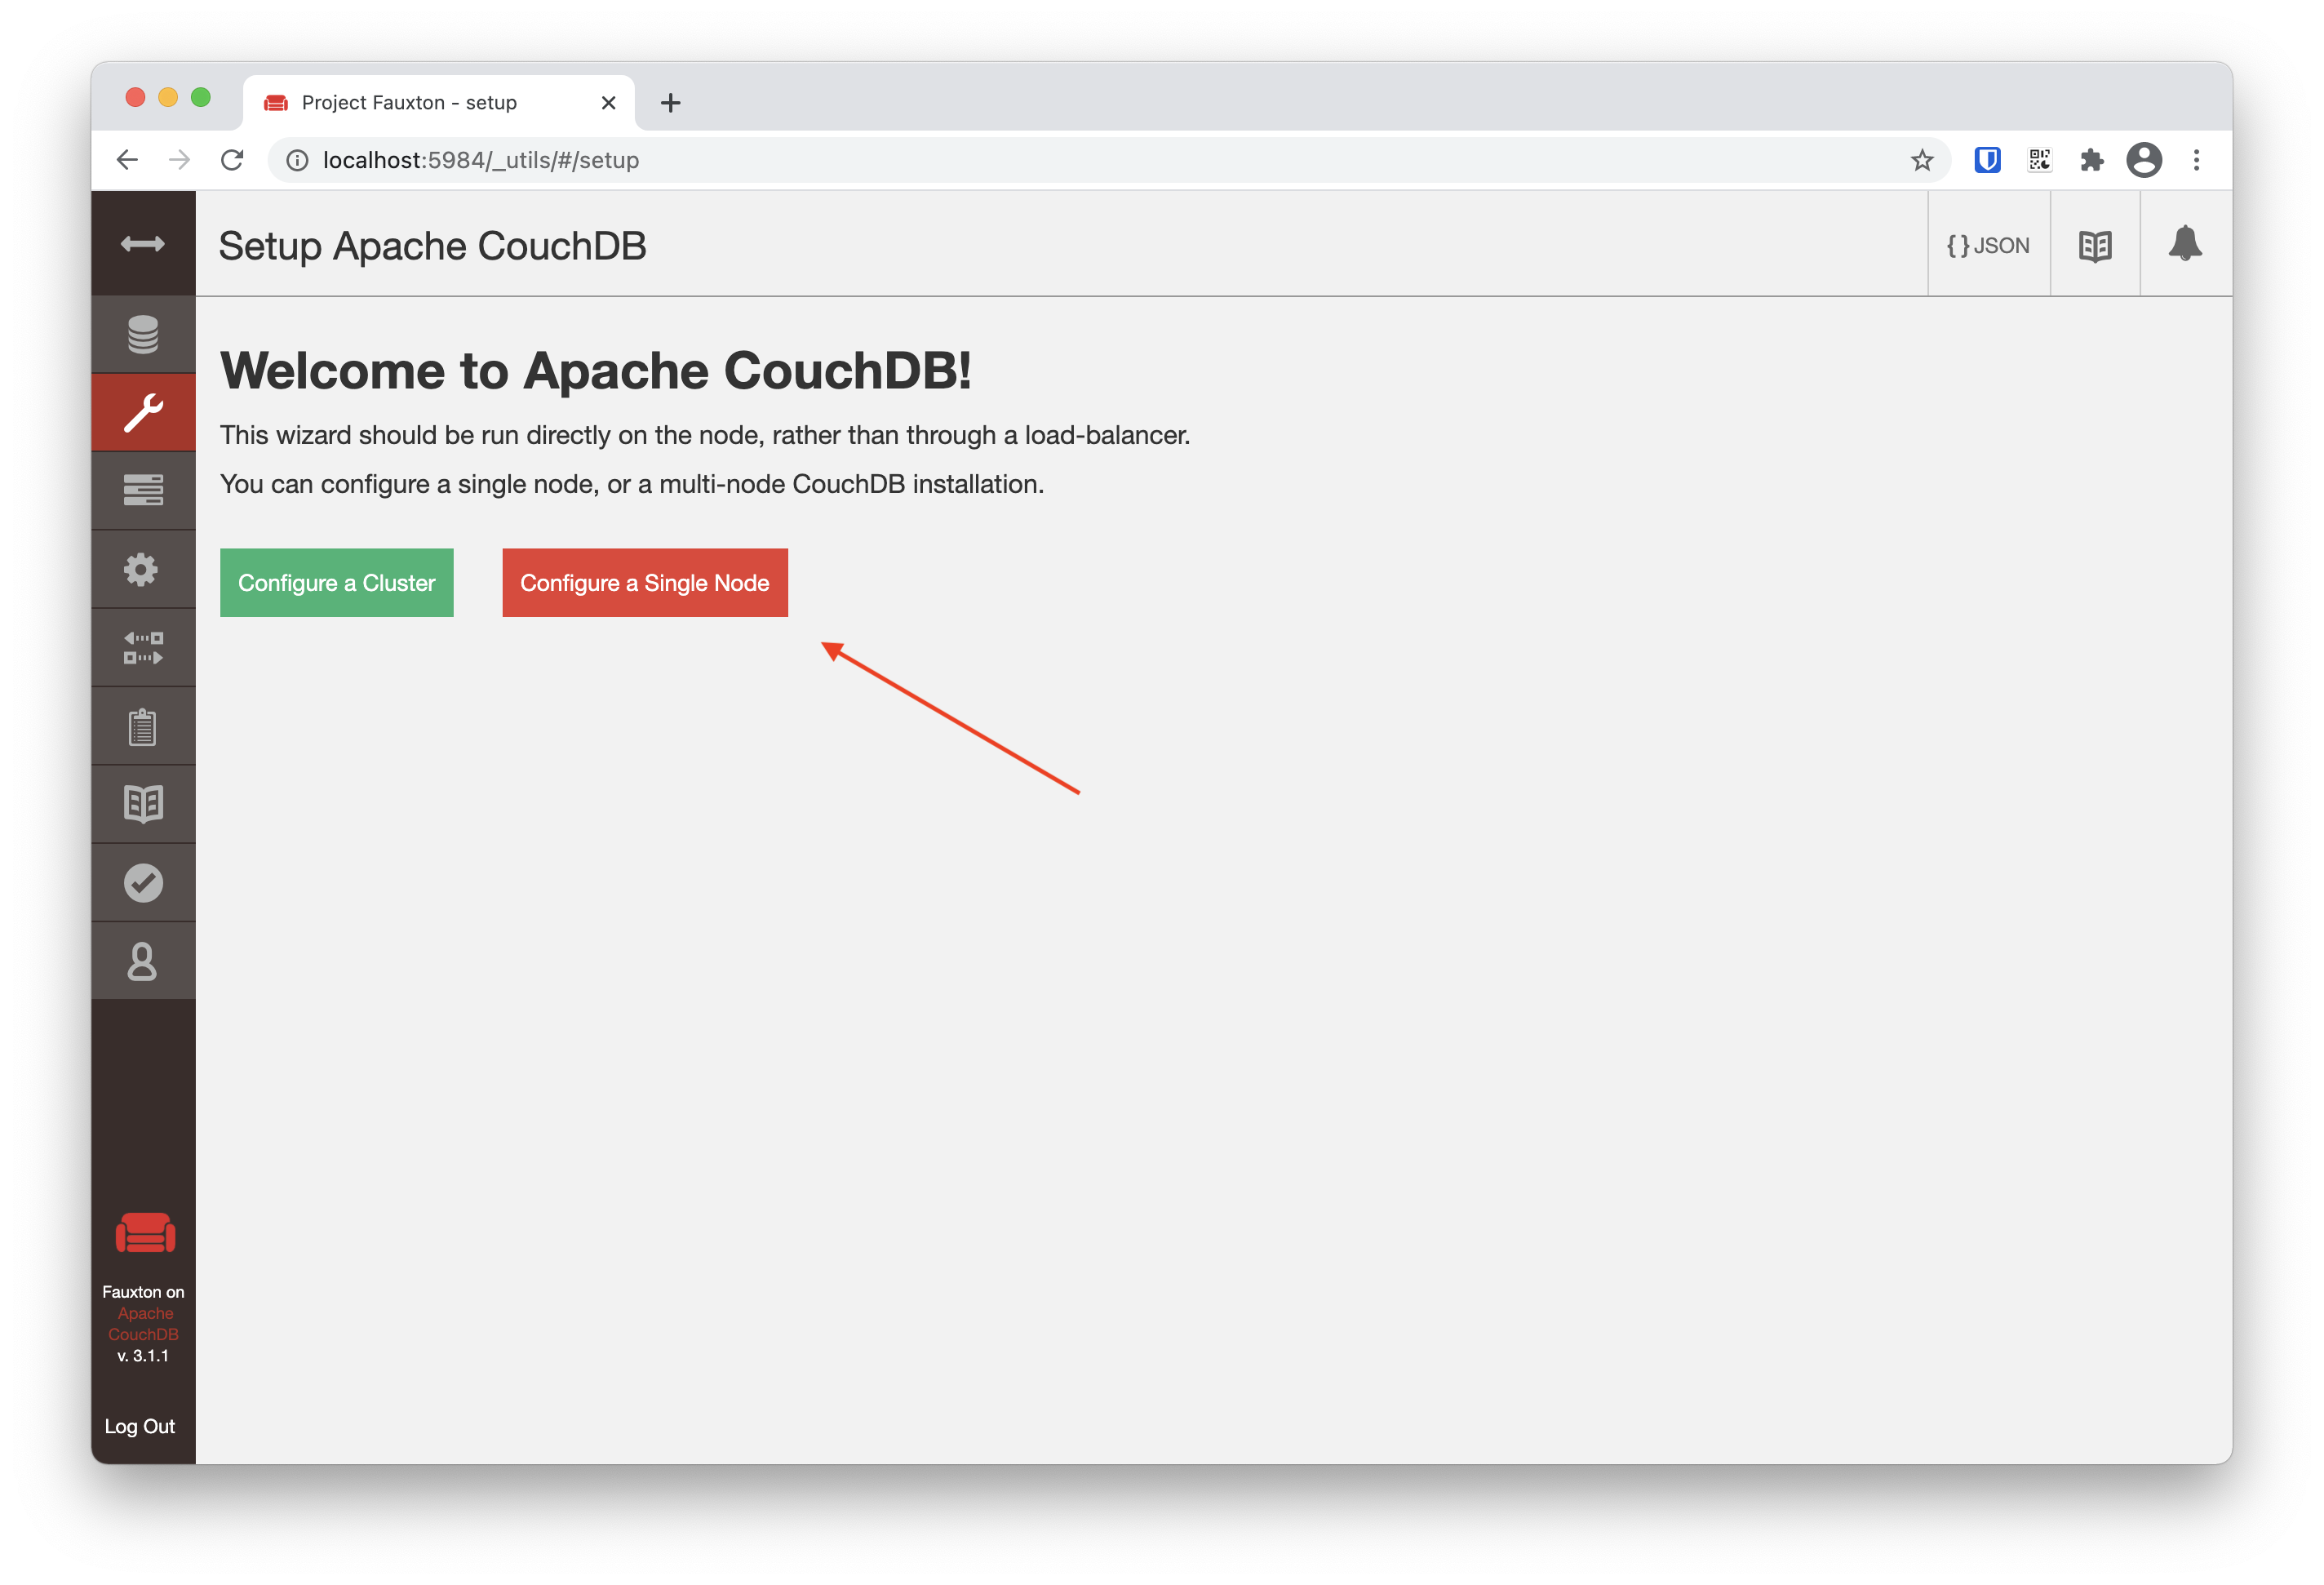 Project Fauxton - setup
localhost:5984/_utils/#/setup
Setup Apache CouchDB
{ } JSON
Welcome to Apache CouchDB!
This wizard should be run directly on the node, rather than through a load-balancer.
You can configure a single node, or a multi-node CouchDB installation.
Configure a Cluster
Configure a Single Node
Fauxton on
Apache
CouchDB
v. 3.1.1
Log Out